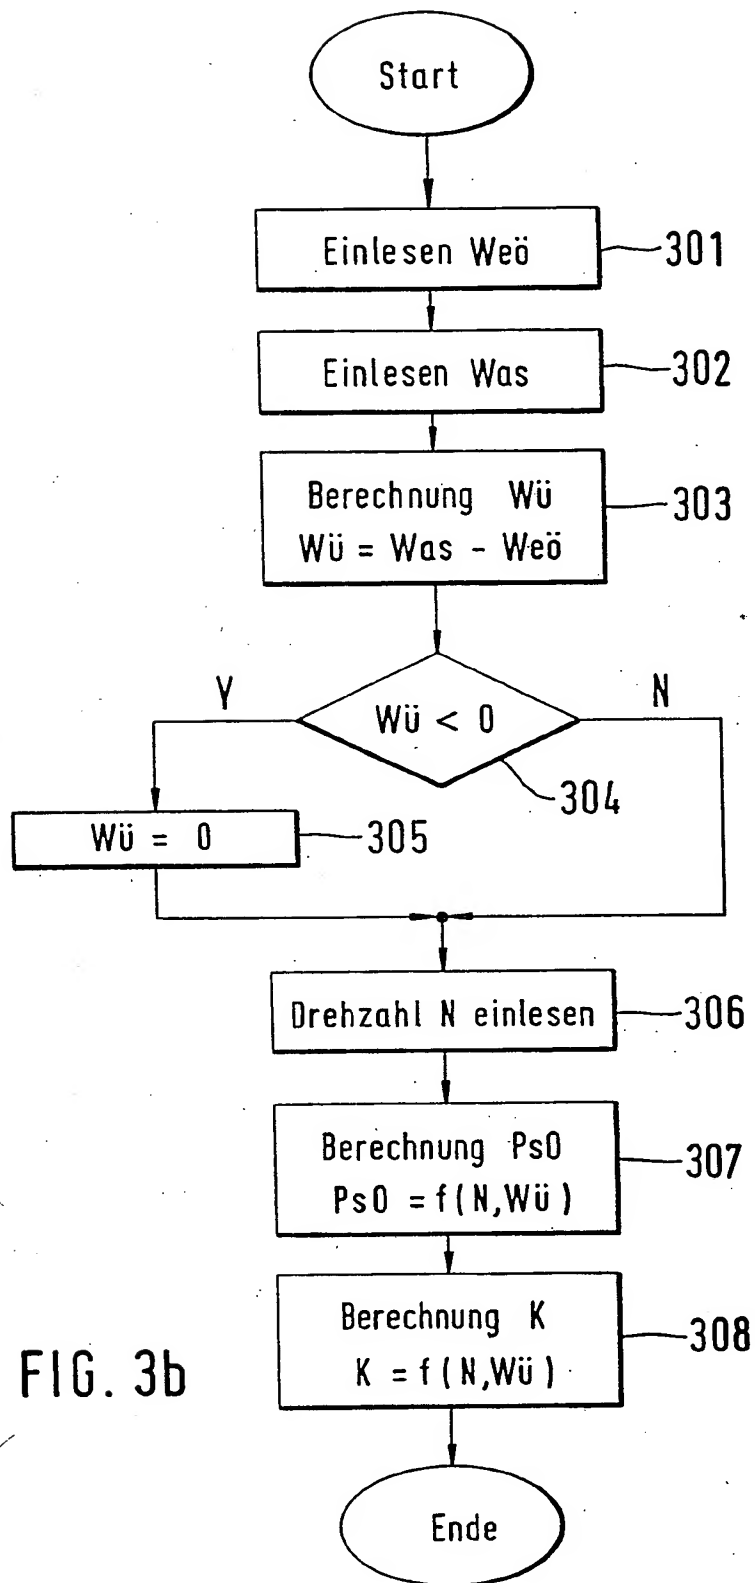 Start
Einlesen Weö
301
Einlesen Was
302
Berechnung Wü
Wü = Was - Weö
303
Y
Wü < 0
N
304
Wü = 0
305
Drehzahl N einlesen
306
Berechnung Ps0
Ps0 = f(N,Wü)
307
Berechnung K
K = f(N,Wü)
308
FIG. 3b
Ende